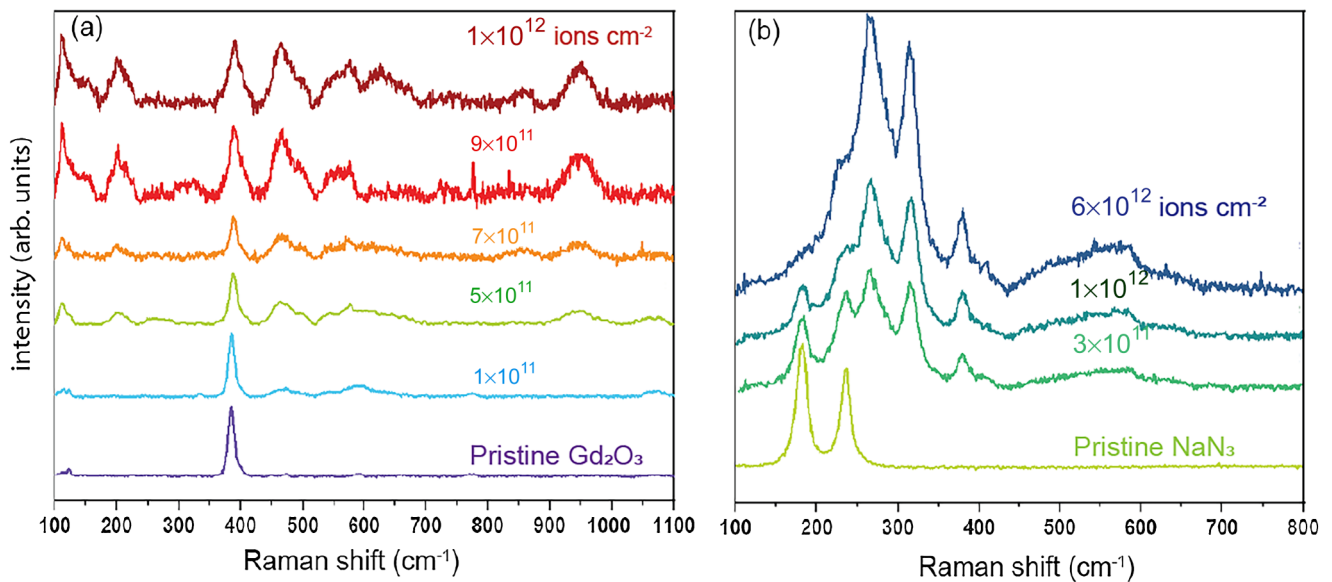 (a)
1×10¹² ions cm⁻²
9×10¹¹
7×10¹¹
5×10¹¹
1×10¹¹
Pristine Gd₂O₃
intensity (arb. units)
100 200 300 400 500 600 700 800 900 1000 1100
Raman shift (cm⁻¹)
(b)
6×10¹² ions cm⁻²
1×10¹²
3×10¹¹
Pristine NaN₃
100 200 300 400 500 600 700 800
Raman shift (cm⁻¹)